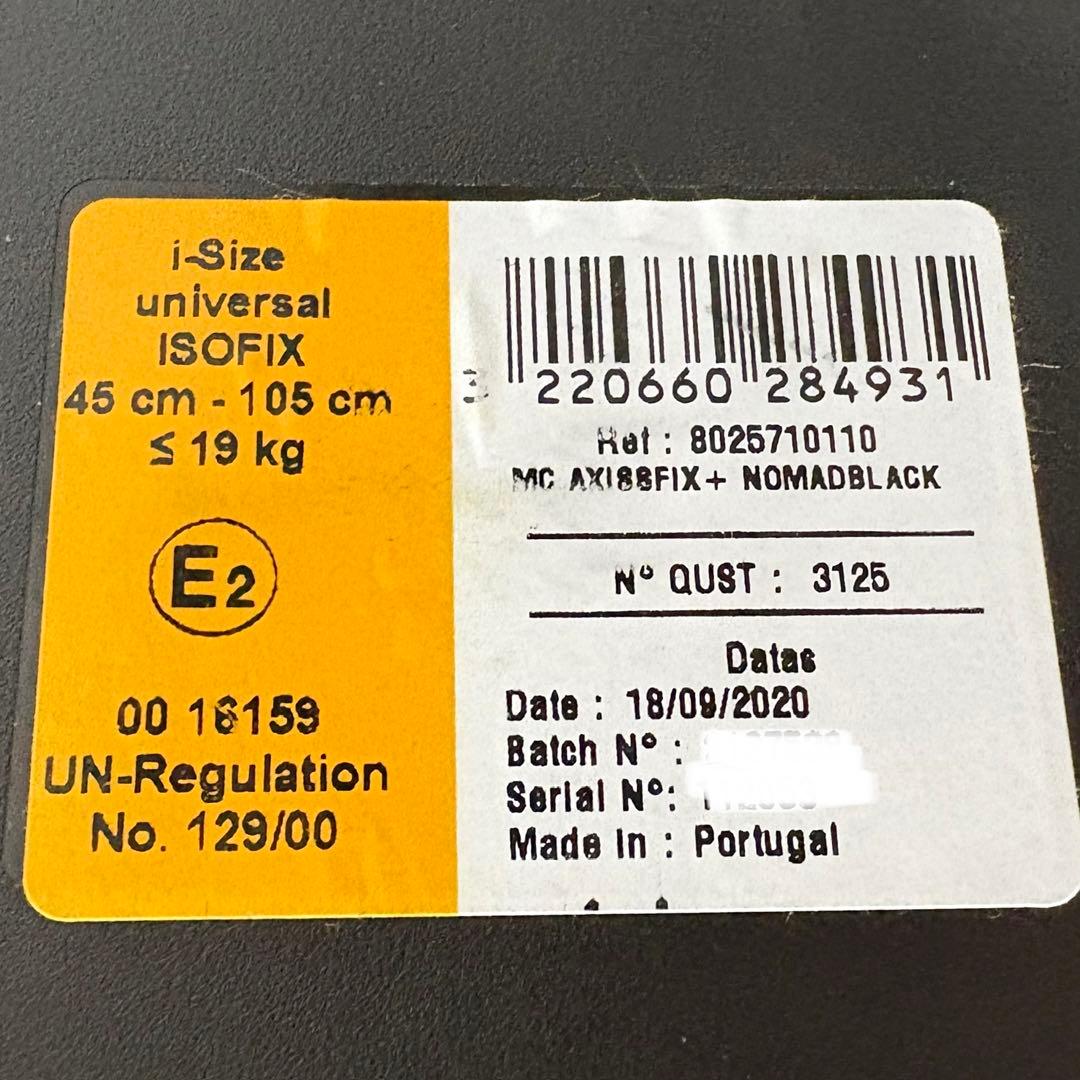 i-Size
universal
ISOFIX
45 cm - 105 cm
≤ 19 kg
E2
00 16159
UN-Regulation
No. 129/00
3 220660 284931
Ref : 8025710110
MC AXISSFIX+ NOMADBLACK
N° QUST : 3125
Datas
Date : 18/09/2020
Batch N° :
Serial N°:
Made In : Portugal